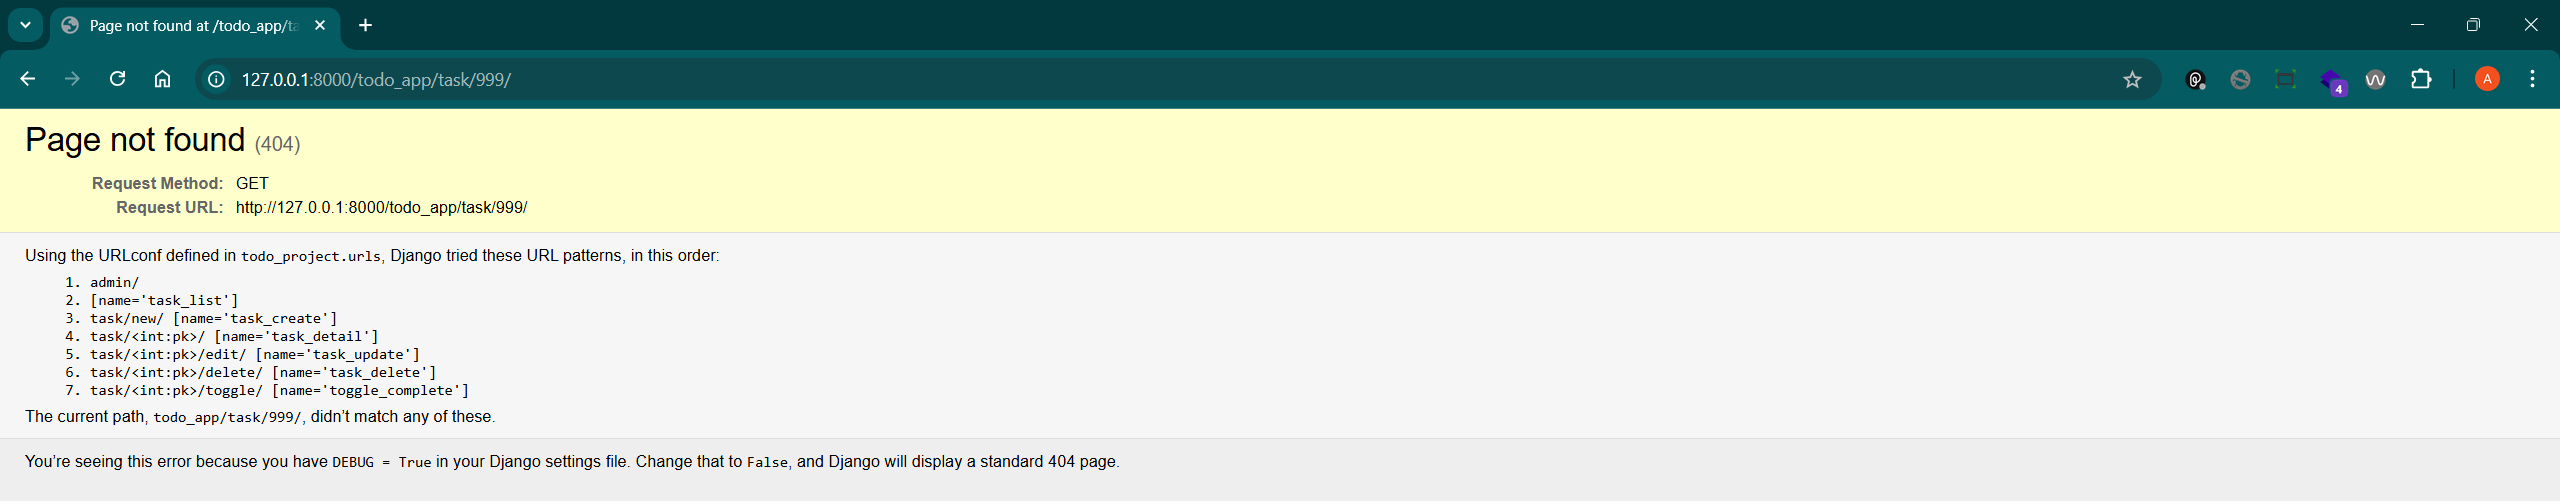 Page not found at /todo_app/ta
127.0.0.1:8000/todo_app/task/999/
4
A
Page not found (404)
Request Method: GET
Request URL: http://127.0.0.1:8000/todo_app/task/999/
Using the URLconf defined in todo_project.urls, Django tried these URL patterns, in this order:
1. admin/
2. [name='task_list']
3. task/new/ [name='task_create']
4. task/<int:pk>/ [name='task_detail']
5. task/<int:pk>/edit/ [name='task_update']
6. task/<int:pk>/delete/ [name='task_delete']
7. task/<int:pk>/toggle/ [name='toggle_complete']
The current path, todo_app/task/999/, didn’t match any of these.
You’re seeing this error because you have DEBUG = True in your Django settings file. Change that to False, and Django will display a standard 404 page.